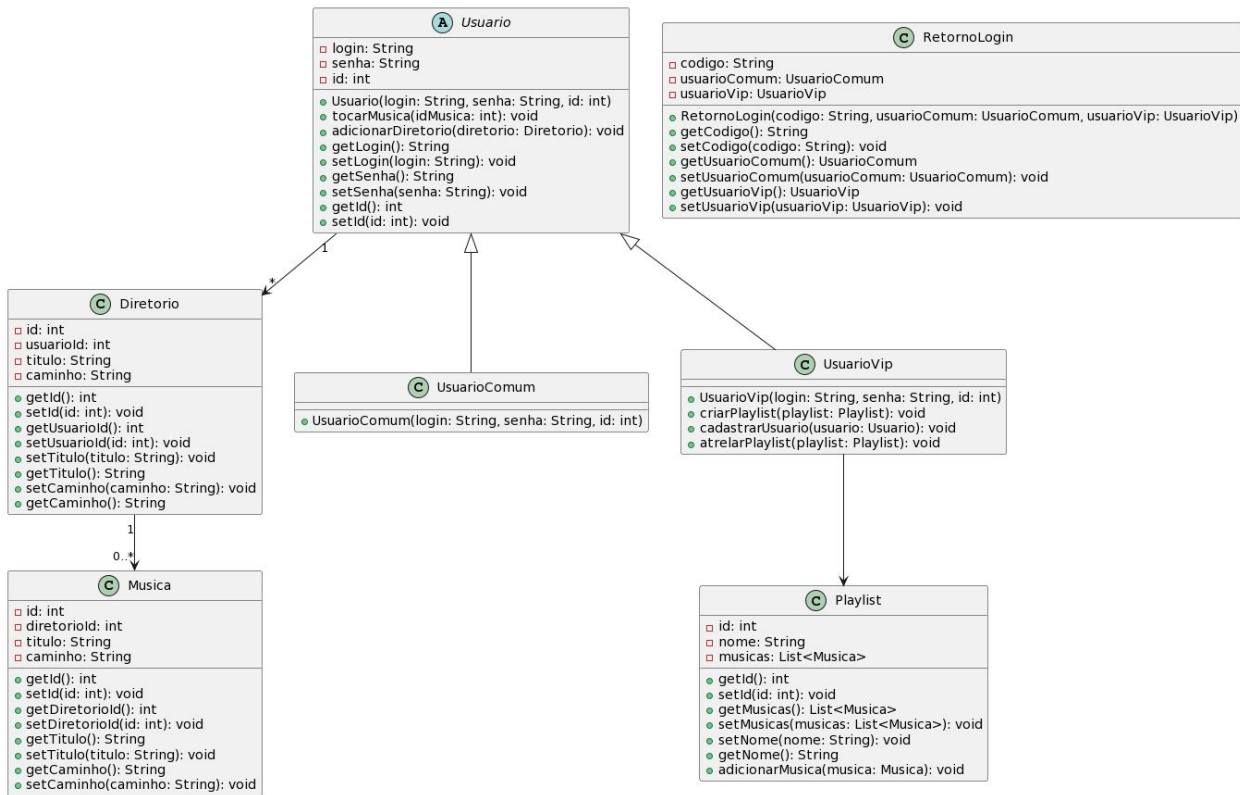 A Usuario
login: String
senha: String
id: int
Usuario(login: String, senha: String, id: int)
tocarMusica(idMusica: int): void
adicionarDiretorio(diretorio: Diretorio): void
getLogin(): String
setLogin(login: String): void
getSenha(): String
setSenha(senha: String): void
getId(): int
setId(id: int): void
C RetornoLogin
codigo: String
usuarioComum: UsuarioComum
usuarioVip: UsuarioVip
RetornoLogin(codigo: String, usuarioComum: UsuarioComum, usuarioVip: UsuarioVip)
getCodigo(): String
setCodigo(codigo: String): void
getUsuarioComum(): UsuarioComum
setUsuarioComum(usuarioComum: UsuarioComum): void
getUsuarioVip(): UsuarioVip
setUsuarioVip(usuarioVip: UsuarioVip): void
1
*
C Diretorio
id: int
usuarioId: int
titulo: String
caminho: String
getId(): int
setId(id: int): void
getUsuarioId(): int
setUsuarioId(id: int): void
setTitulo(titulo: String): void
getTitulo(): String
setCaminho(caminho: String): void
getCaminho(): String
C UsuarioComum
UsuarioComum(login: String, senha: String, id: int)
C UsuarioVip
UsuarioVip(login: String, senha: String, id: int)
criarPlaylist(playlist: Playlist): void
cadastrarUsuario(usuario: Usuario): void
atrelarPlaylist(playlist: Playlist): void
1
0..*
C Musica
id: int
diretorioId: int
titulo: String
caminho: String
getId(): int
setId(id: int): void
getDiretorioId(): int
setDiretorioId(id: int): void
getTitulo(): String
setTitulo(titulo: String): void
getCaminho(): String
setCaminho(caminho: String): void
C Playlist
id: int
nome: String
musicas: List<Musica>
getId(): int
setId(id: int): void
getMusicas(): List<Musica>
setMusicas(musicas: List<Musica>): void
setNome(nome: String): void
getNome(): String
adicionarMusica(musica: Musica): void